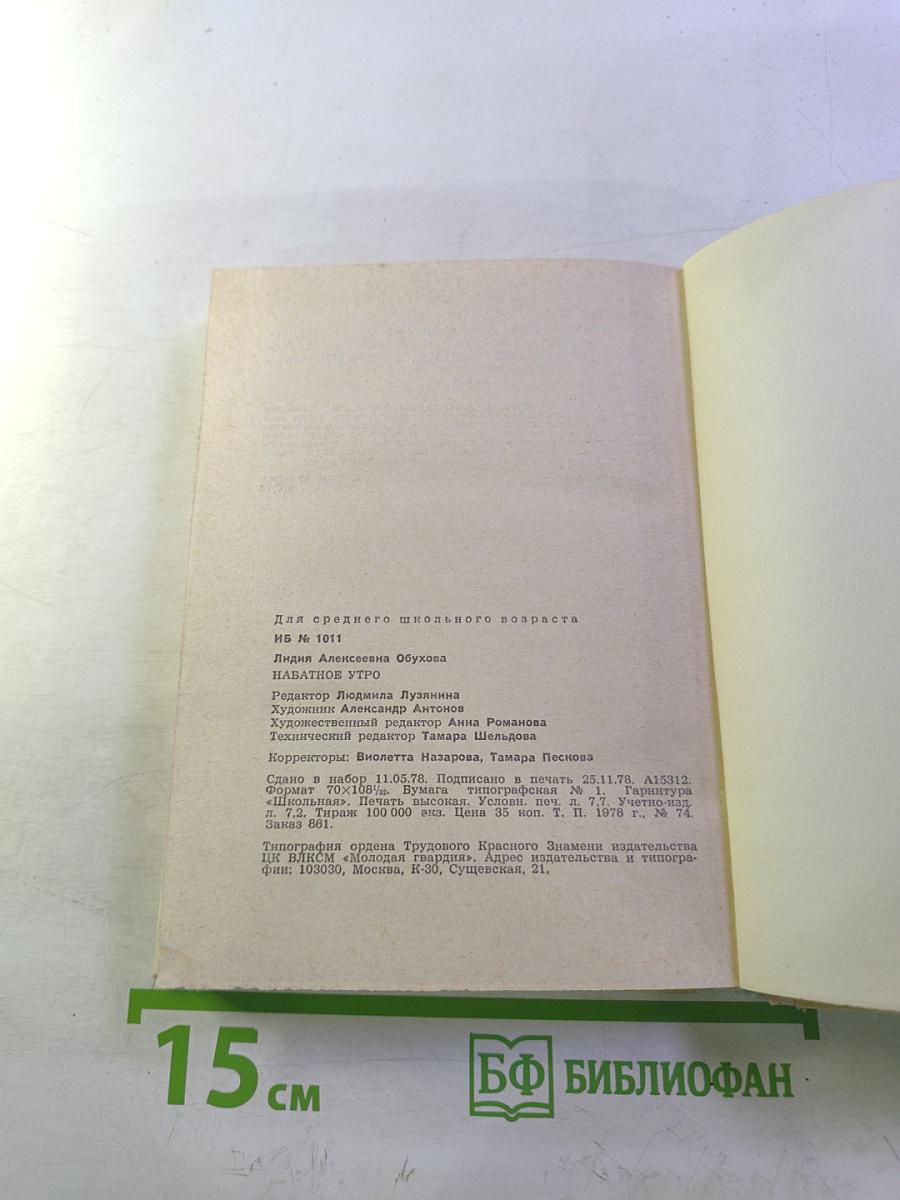 Для среднего школьного возраста
ИБ № 1011
Лидия Алексеевна Обухова
НАБАТНОЕ УТРО
Редактор Людмила Лузянина
Художник Александр Антонов
Художественный редактор Анна Романова
Технический редактор Тамара Шельдова
Корректоры: Виолетта Назарова, Тамара Пескова
Сдано в набор 11.05.78. Подписано в печать 25.11.78. А15312.
Формат 70×108¹/₃₂. Бумага типографская № 1. Гарнитура
«Школьная». Печать высокая. Условн. печ. л. 7,7. Учетно-изд.
л. 7,2. Тираж 100 000 экз. Цена 35 коп. Т. П. 1978 г., № 74.
Заказ 861.
Типография ордена Трудового Красного Знамени издательства
ЦК ВЛКСМ «Молодая гвардия». Адрес издательства и типогра-
фии: 103030, Москва, К-30, Сущевская, 21.
15 см
БФ БИБЛИОФАН